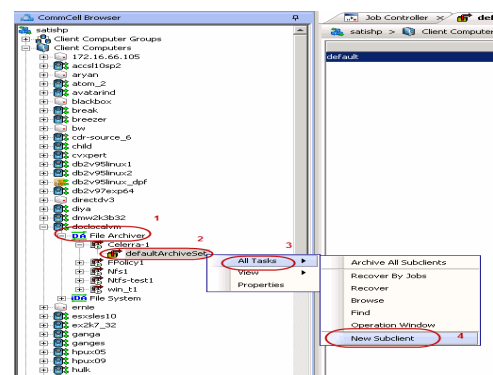 CommCell Browser
satishp
Client Computer Groups
Client Computers
172.16.66.105
accsl10sp2
aryan
atom_2
avatarind
blackbox
break
breezer
bw
cdr-source_6
child
cvxpert
db2v95linux1
db2v95linux2
db2v95linux_dpf
db2v97exp64
directdv3
diya
dmw2k3b32
doclocalvm
1
File Archiver
2
Celerra-1
defaultArchiveSet
FPolicy1
Nfs1
Ntfs-test1
win_t1
File System
ernie
esxsles10
ex2k7_32
ganga
ganges
hpux05
hpux09
hulk
3
All Tasks
View
Properties
Archive All Subclients
Recover By Jobs
Recover
Browse
Find
Operation Window
New Subclient 4
Job Controller def
satishp > Client Computer
default